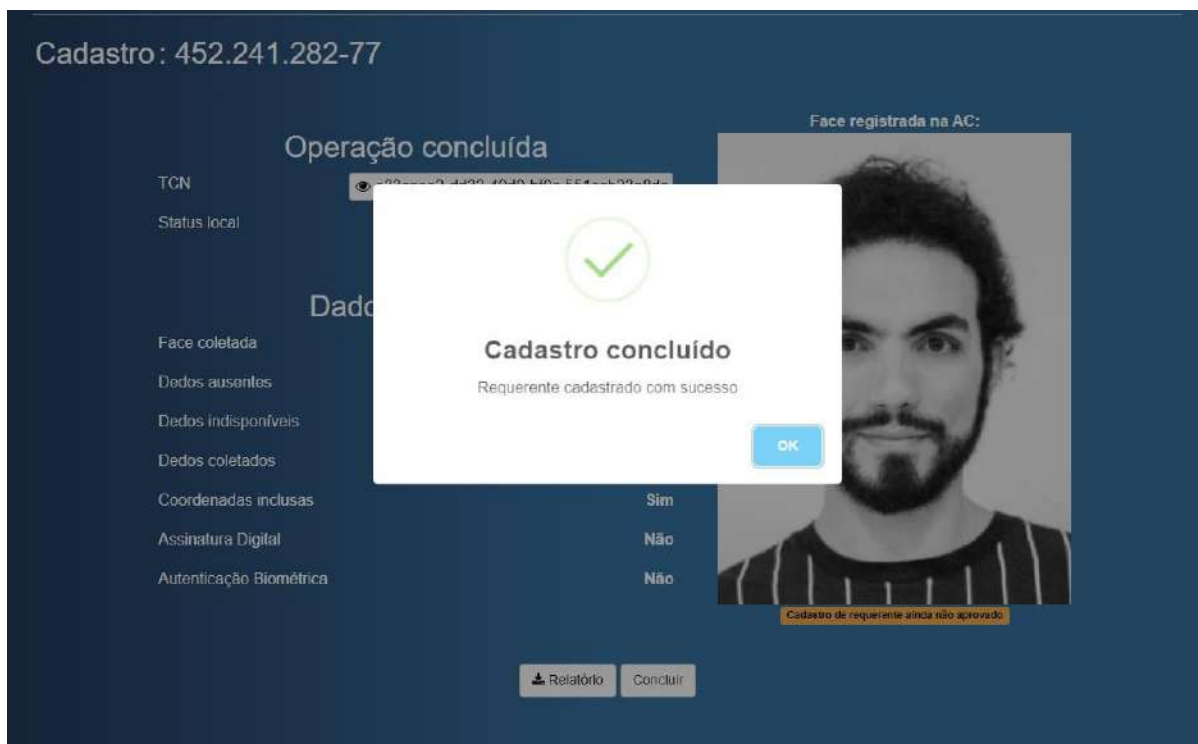 Cadastro: 452.241.282-77
Face registrada na AC:
Operação concluída
TCN
Status local
Dado
Face coletada
Cadastro concluído
Dedos ausentes
Requerente cadastrado com sucesso
Dedos indisponíveis
OK
Dedos coletados
Coordenadas inclusas Sim
Assinatura Digital Não
Autenticação Biométrica Não
Cadastro de requerente ainda não aprovado
Relatório Concluir